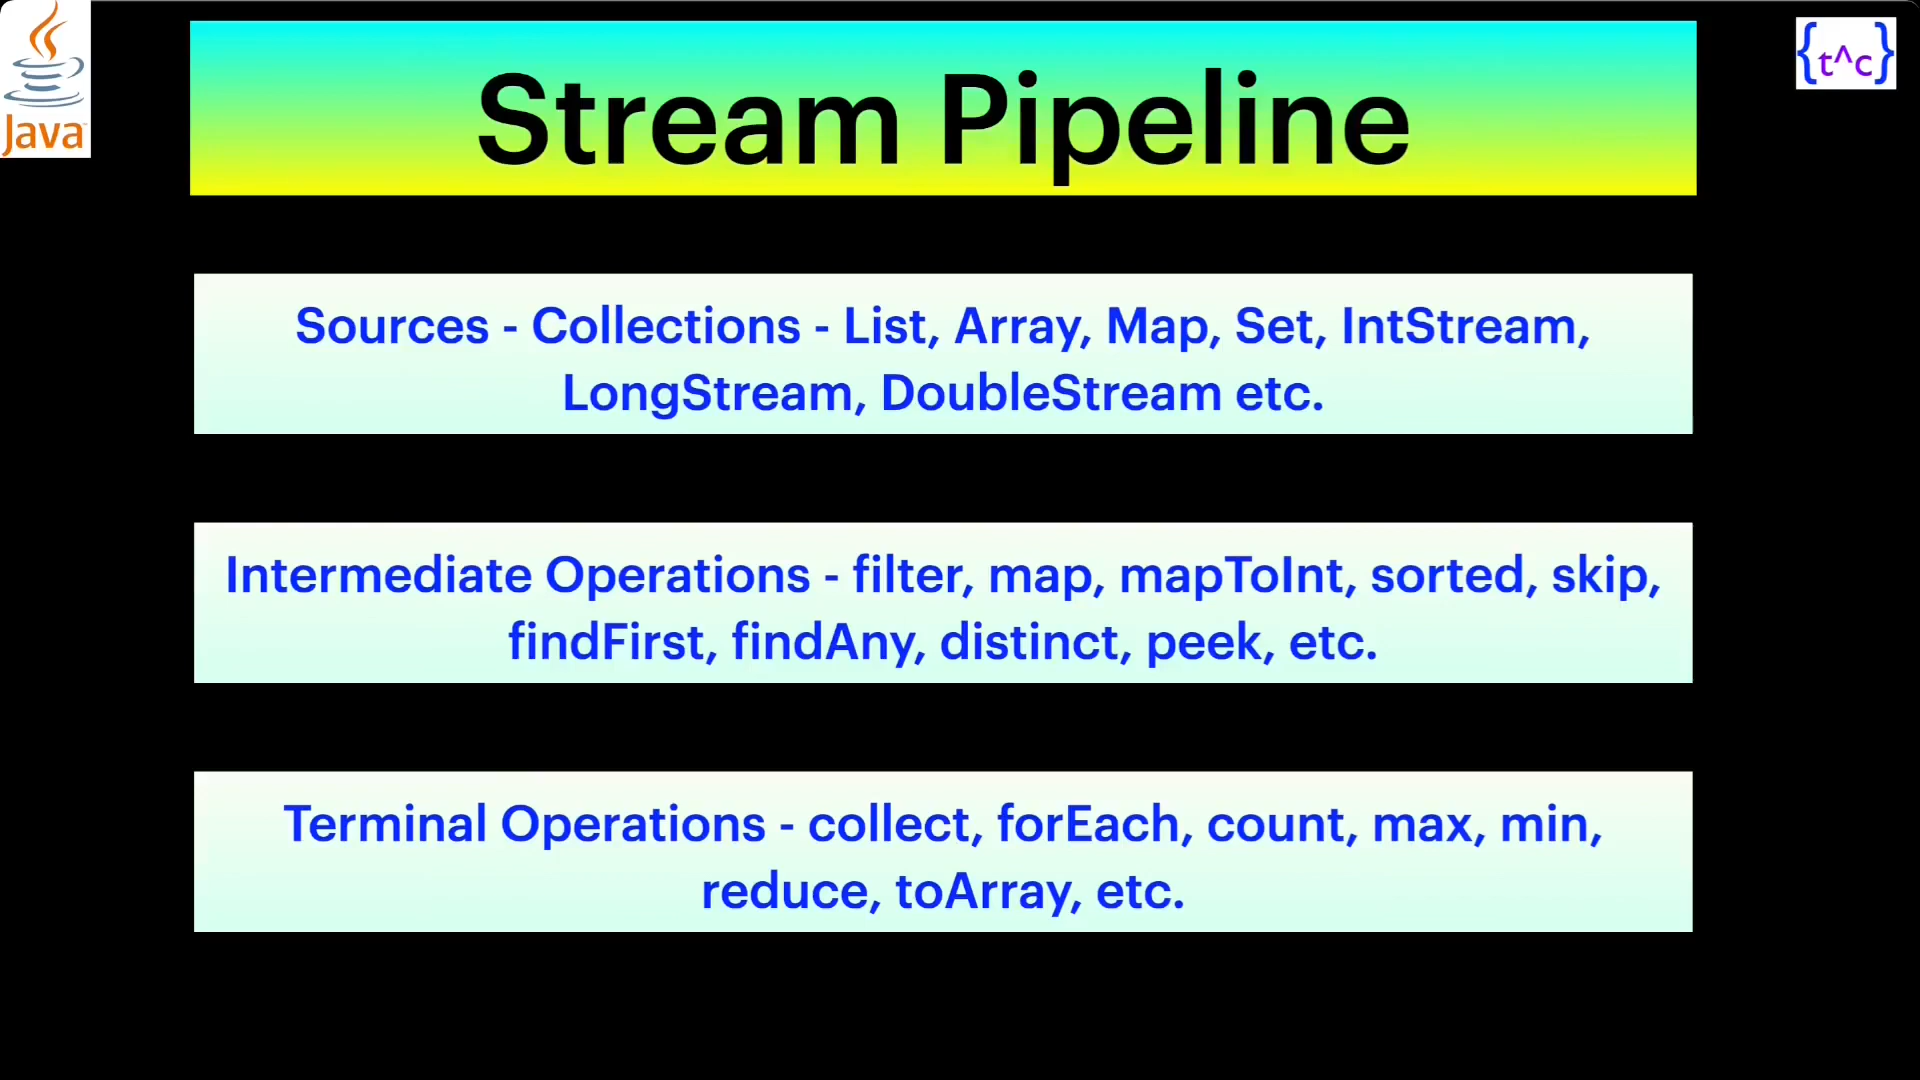 Java
{t^c}
Stream Pipeline
Sources - Collections - List, Array, Map, Set, IntStream,
LongStream, DoubleStream etc.
Intermediate Operations - filter, map, mapToInt, sorted, skip,
findFirst, findAny, distinct, peek, etc.
Terminal Operations - collect, forEach, count, max, min,
reduce, toArray, etc.